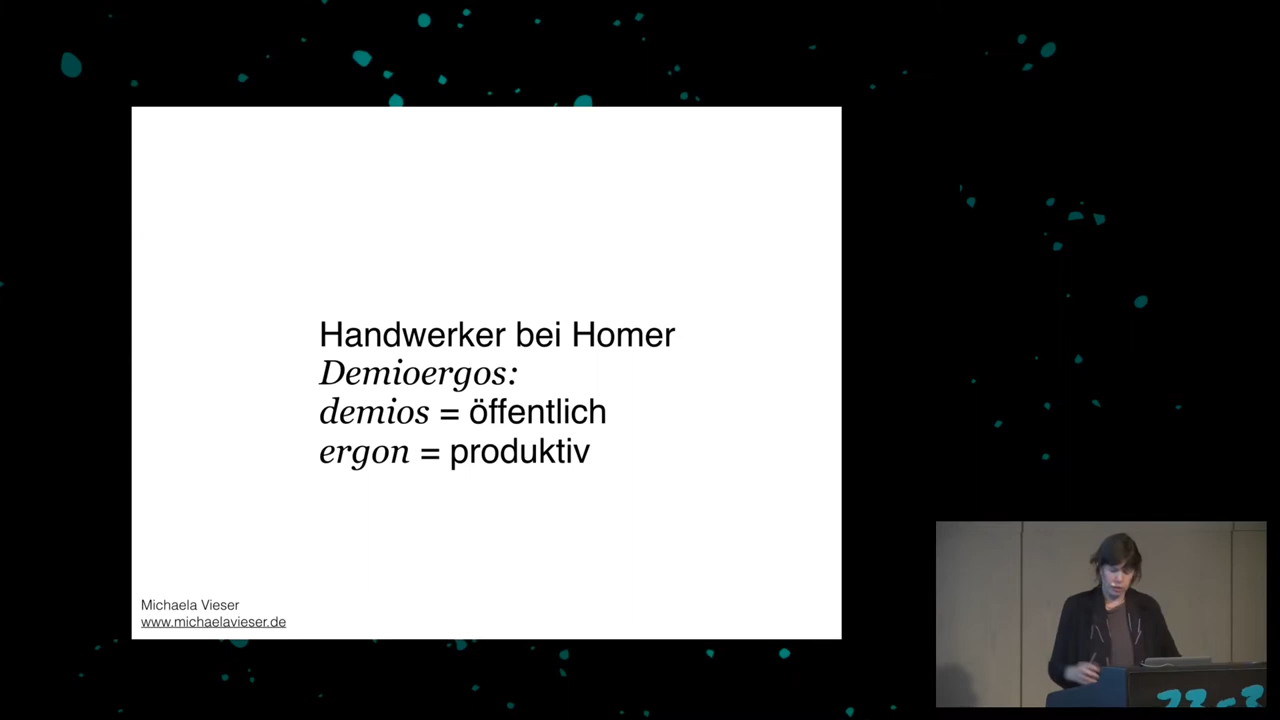 Handwerker bei Homer
Demioergos:
demios = öffentlich
ergon = produktiv
Michaela Vieser
www.michaelavieser.de